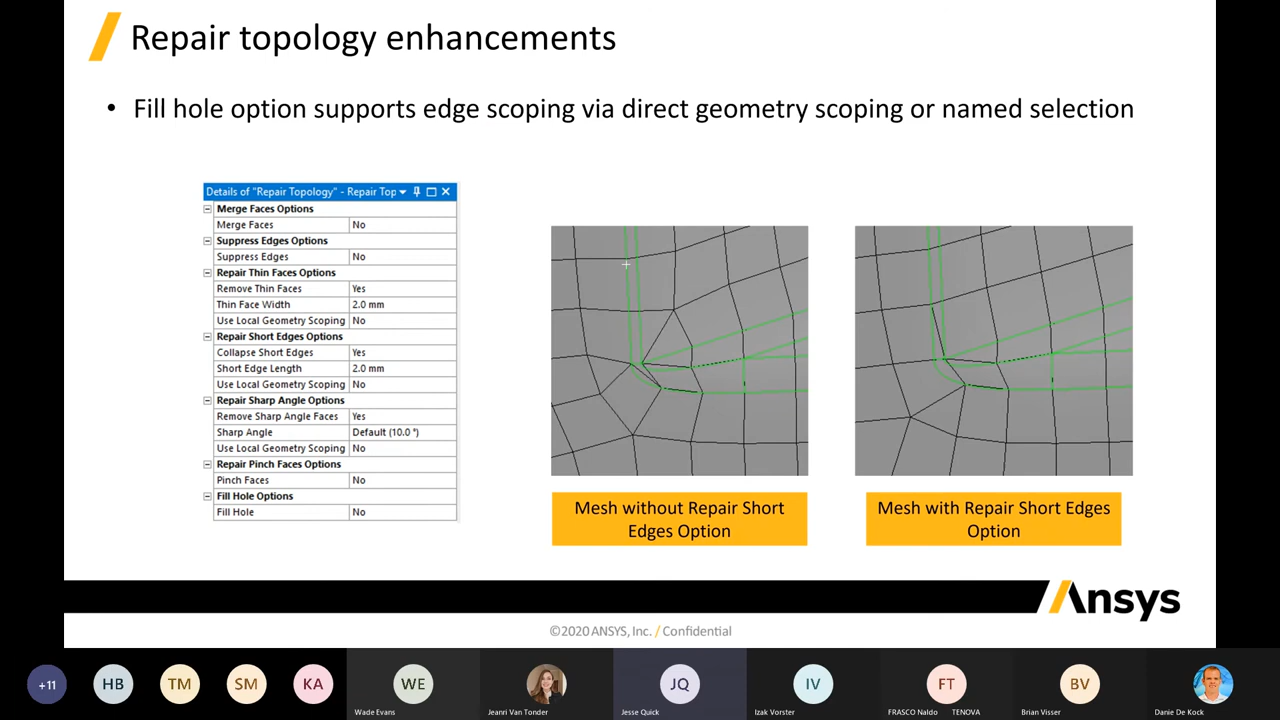 Repair topology enhancements
• Fill hole option supports edge scoping via direct geometry scoping or named selection
Details of "Repair Topology" - Repair Top
Merge Faces Options
Merge Faces No
Suppress Edges Options
Suppress Edges No
Repair Thin Faces Options
Remove Thin Faces Yes
Thin Face Width 2.0 mm
Use Local Geometry Scoping No
Repair Short Edges Options
Collapse Short Edges Yes
Short Edge Length 2.0 mm
Use Local Geometry Scoping No
Repair Sharp Angle Options
Remove Sharp Angle Faces Yes
Sharp Angle Default (10.0 °)
Use Local Geometry Scoping No
Repair Pinch Faces Options
Pinch Faces No
Fill Hole Options
Fill Hole No
Mesh without Repair Short
Edges Option
Mesh with Repair Short Edges
Option
Ansys
©2020 ANSYS, Inc. / Confidential
+11 HB TM SM KA WE JQ IV FT BV
Wade Evans Jeanri Van Tonder Jesse Quick Izak Vorster FRASCO Naldo TENOVA Brian Visser Danie De Kock